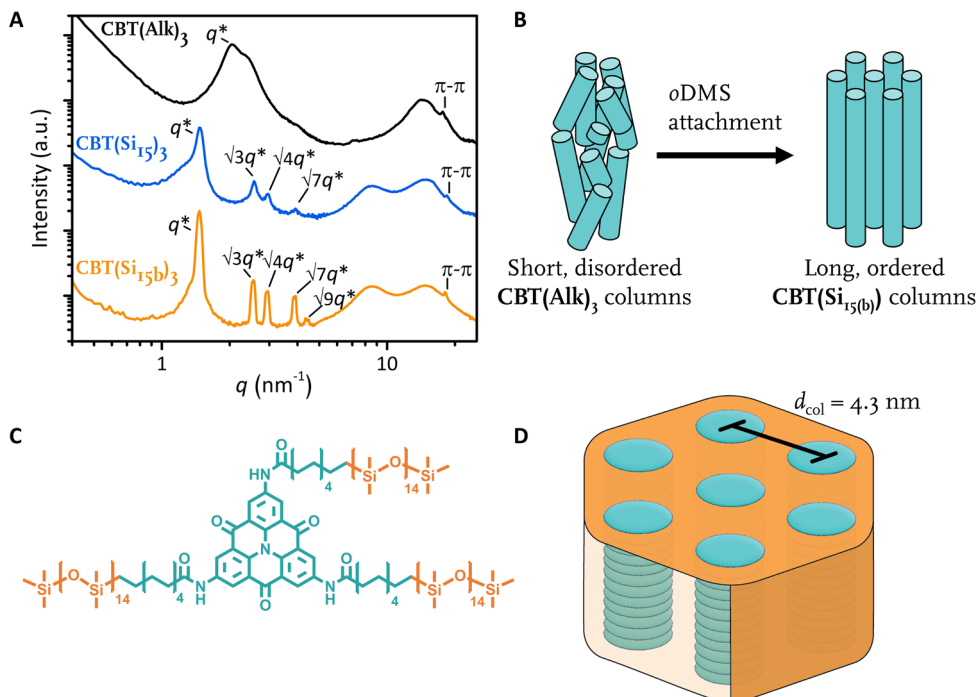 A
CBT(Alk)₃
q*
π-π
CBT(Si₁₅)₃
q*
√3q*
√4q*
√7q*
π-π
CBT(Si₁₅b)₃
q*
√3q*
√4q*
√7q*
√9q*
π-π
Intensity (a.u.)
1
10
q (nm⁻¹)
B
oDMS
attachment
Short, disordered
CBT(Alk)₃ columns
Long, ordered
CBT(Si₁₅₍b₎) columns
C
O
HN
4
Si
O
Si
14
O
O
N
O
Si
O
Si
14
4
O
N
H
N
H
O
4
Si
O
Si
14
D
d_col = 4.3 nm